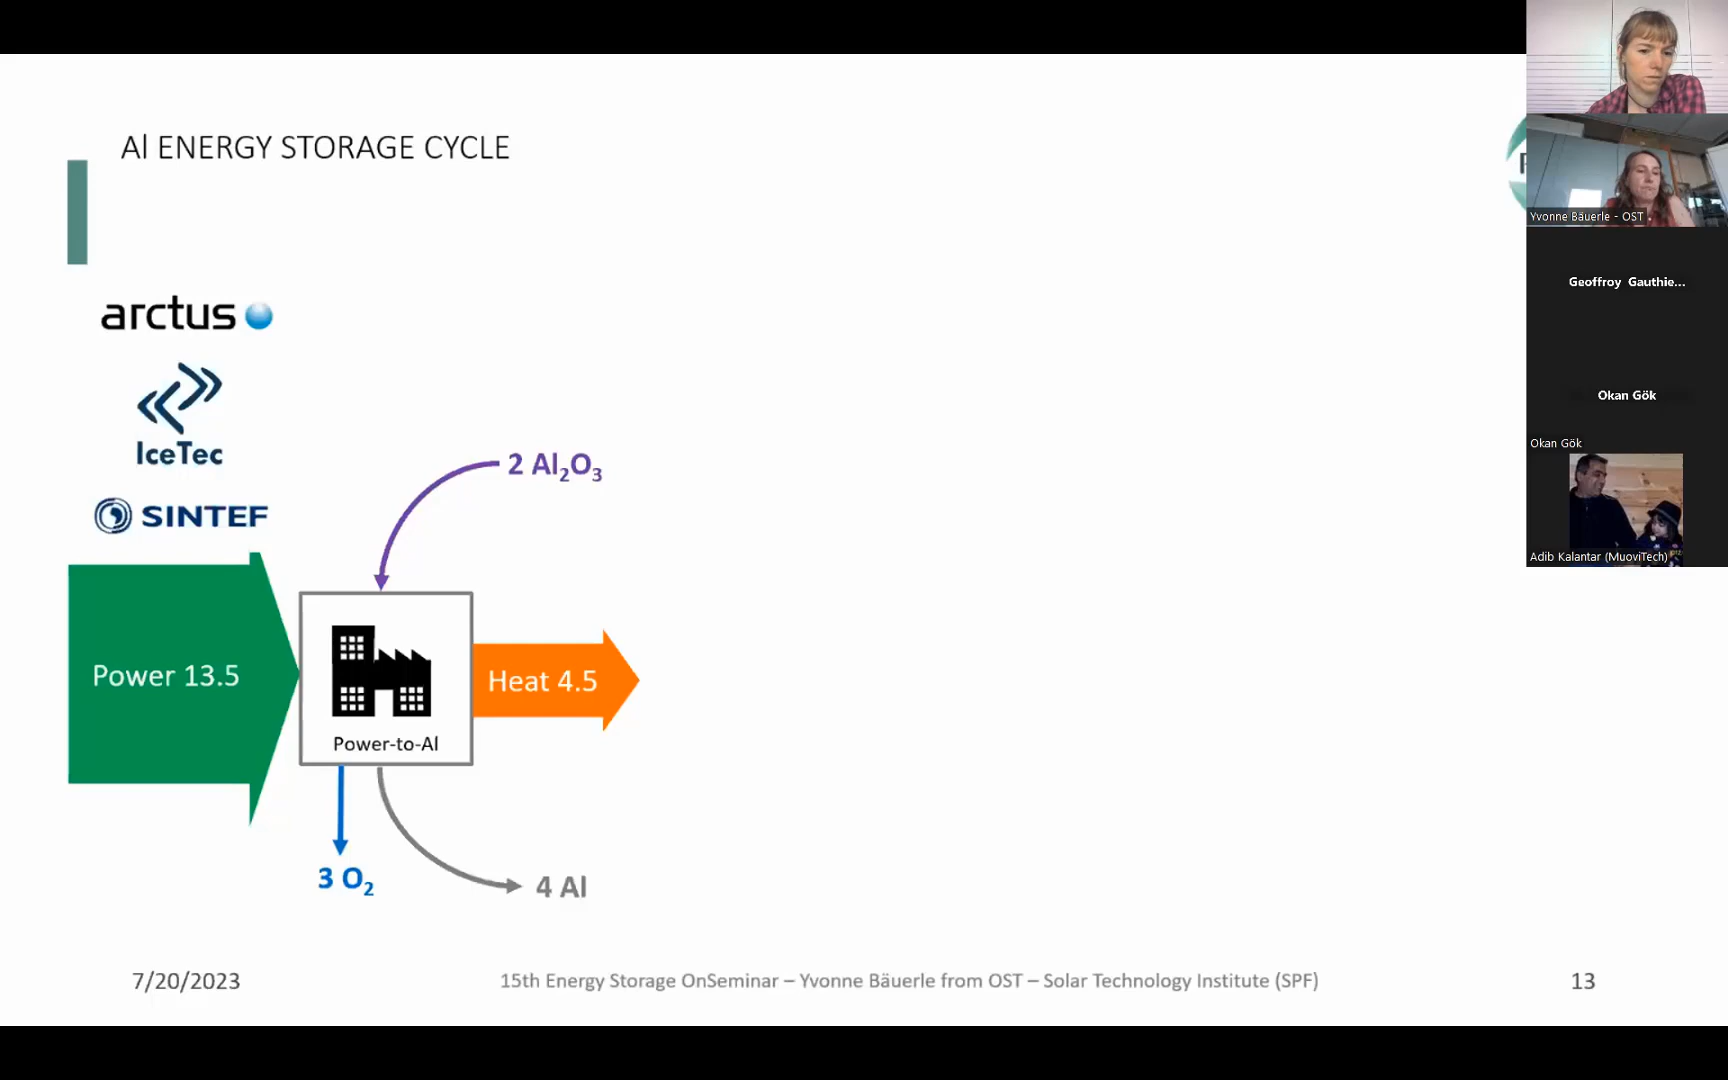 Al ENERGY STORAGE CYCLE
arctus
IceTec
SINTEF
2 Al₂O₃
Power 13.5
Heat 4.5
Power-to-Al
3 O₂
4 Al
7/20/2023
15th Energy Storage OnSeminar – Yvonne Bäuerle from OST – Solar Technology Institute (SPF)
13
Yvonne Bäuerle - OST
Geoffroy Gauthie...
Okan Gök
Okan Gök
Adib Kalantar (MuoviTech)